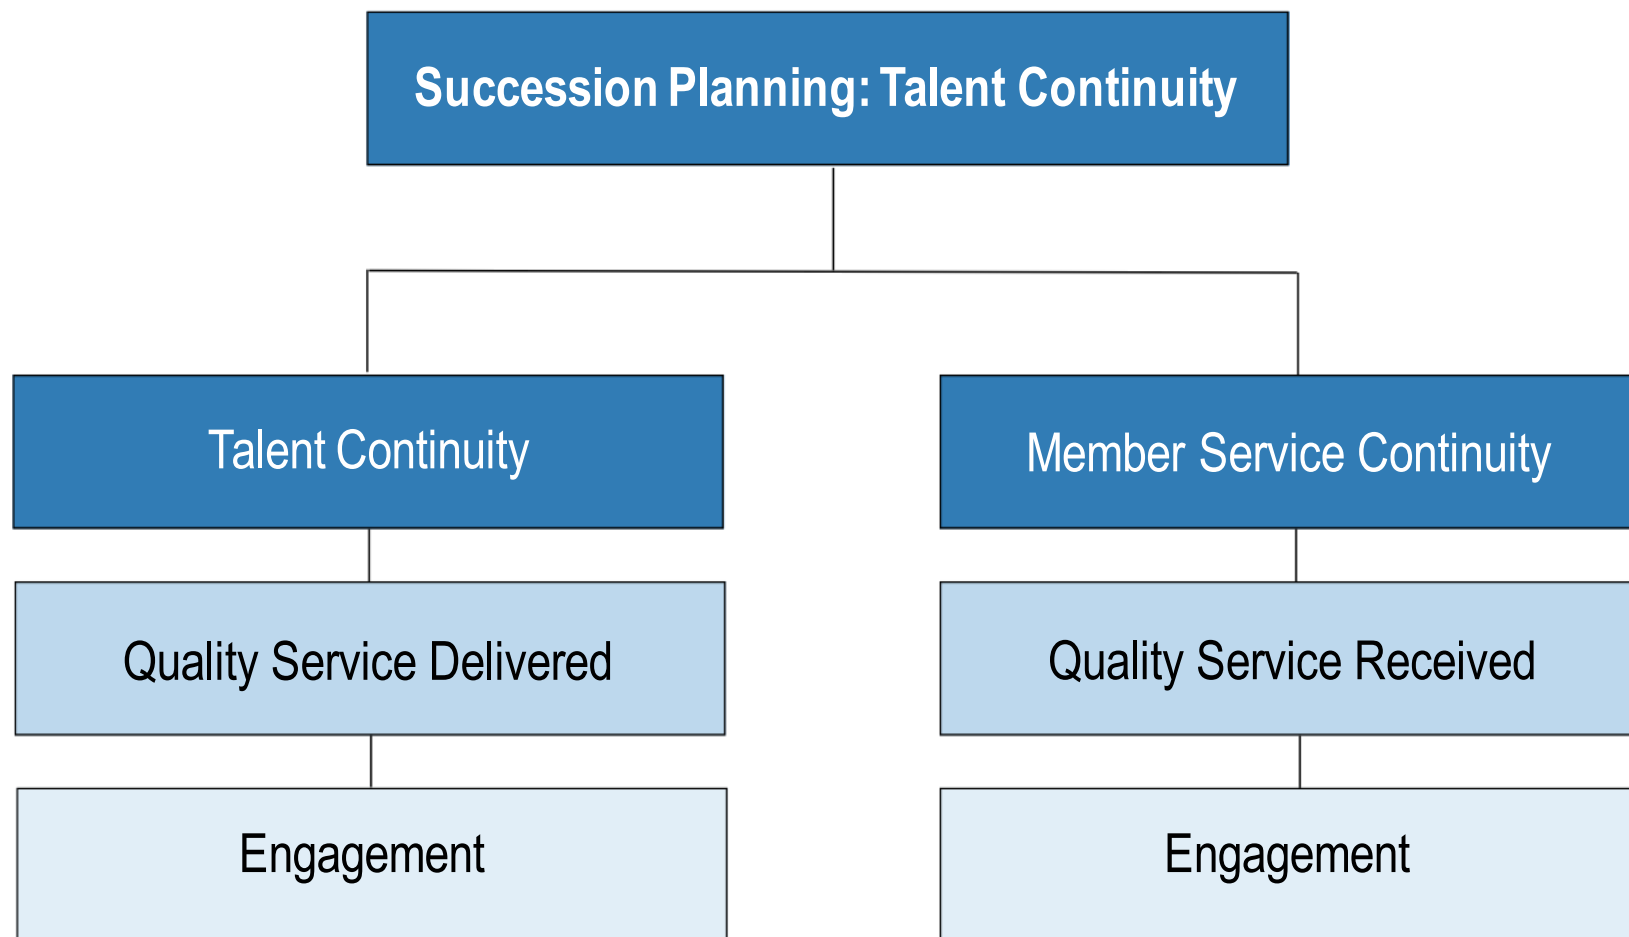 Succession Planning: Talent Continuity
Talent Continuity
Member Service Continuity
Quality Service Delivered
Quality Service Received
Engagement
Engagement